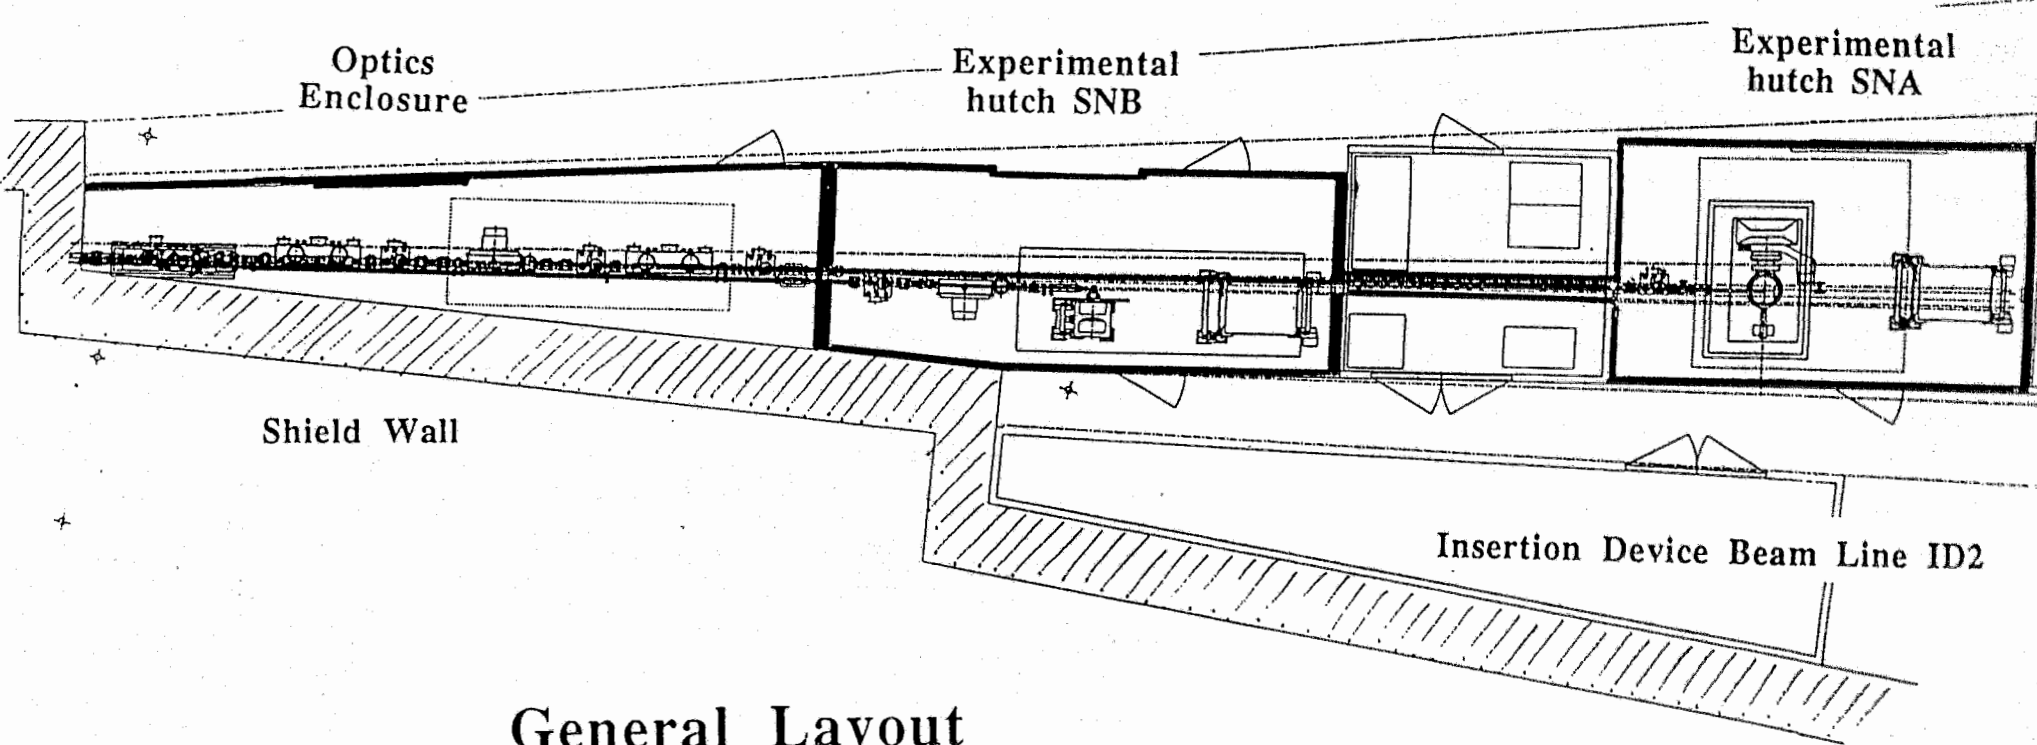 Optics
Enclosure
Experimental
hutch SNB
Experimental
hutch SNA
Shield Wall
Insertion Device Beam Line ID2
General Layout